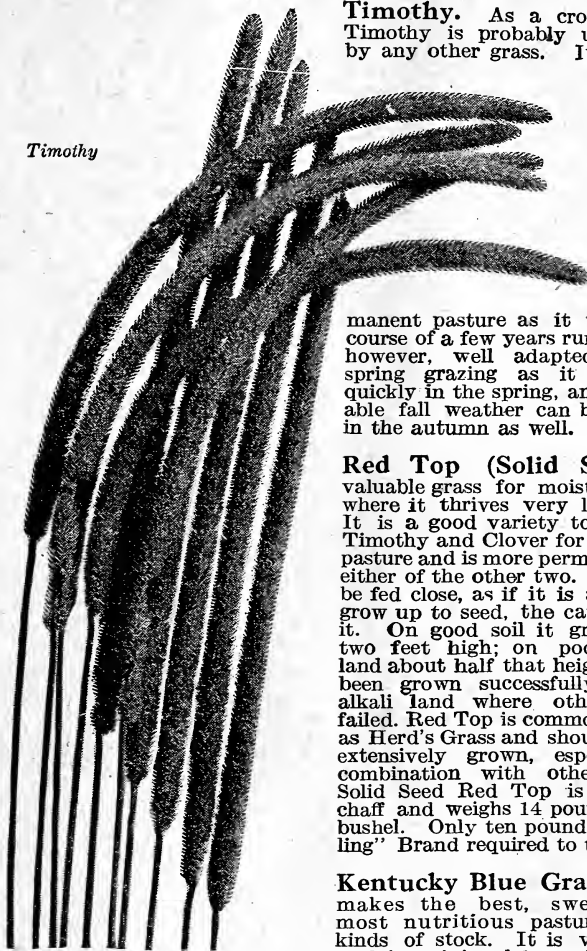 Timothy. As a cro
Timothy is probably u
by any other grass. I
Timothy
manent pasture as it
course of a few years ru
however, well adapted
spring grazing as it
quickly in the spring, an
able fall weather can b
in the autumn as well.
Red Top (Solid S
valuable grass for mois
where it thrives very l
It is a good variety to
Timothy and Clover for
pasture and is more perm
either of the other two.
be fed close, as if it is a
grow up to seed, the ca
it. On good soil it gr
two feet high; on poo
land about half that heig
been grown successfully
alkali land where oth
failed. Red Top is commo
as Herd's Grass and shou
extensively grown, esp
combination with othe
Solid Seed Red Top is
chaff and weighs 14 pou
bushel. Only ten pound
ling" Brand required to t
Kentucky Blue Gra
makes the best, swe
most nutritious pastu
kinds of stock. It is v